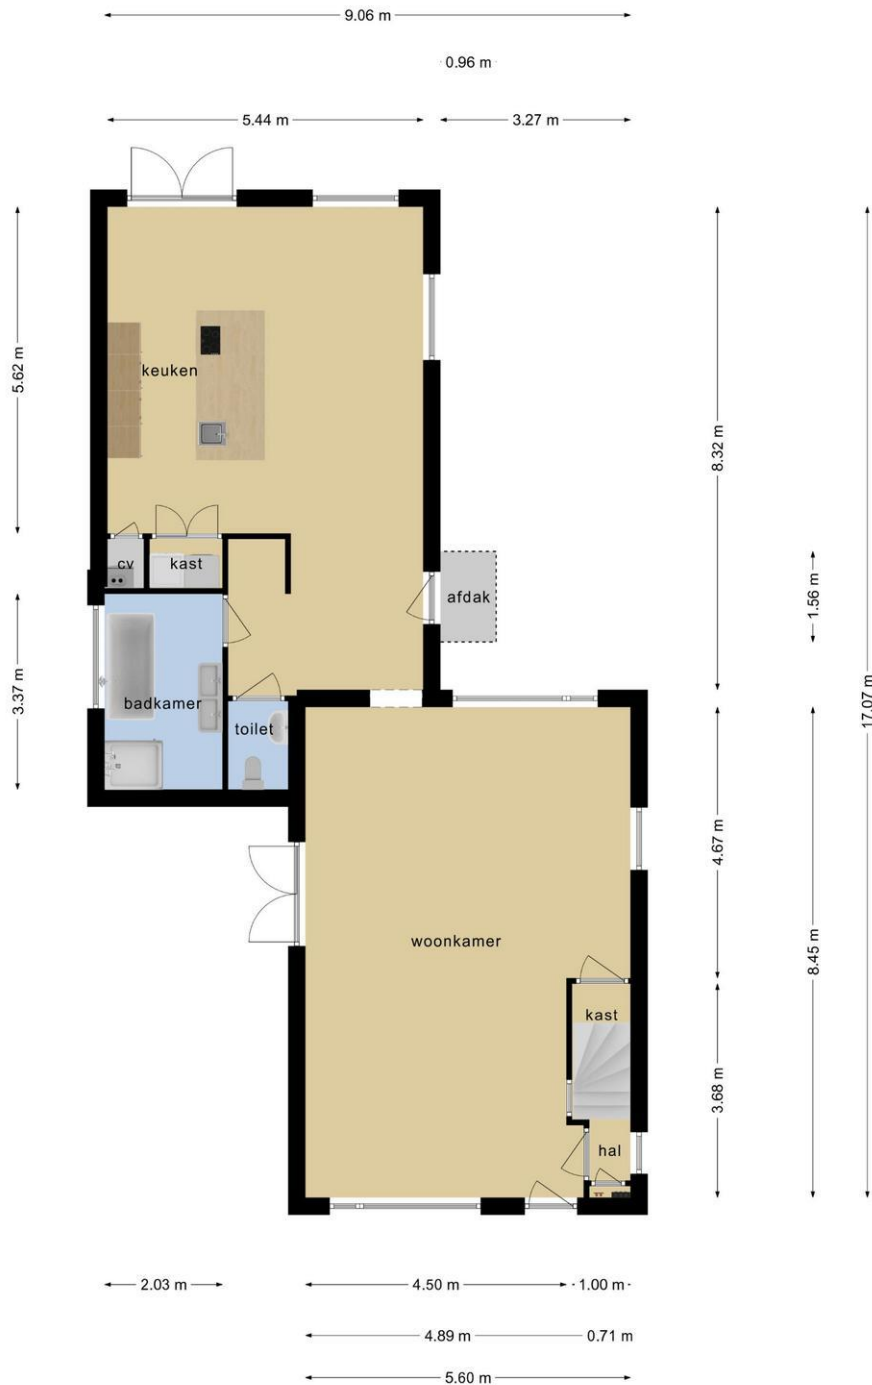 9.06 m
0.96 m
5.44 m
3.27 m
5.62 m
keuken
8.32 m
cv
kast
afdak
1.56 m
3.37 m
badkamer
toilet
17.07 m
4.67 m
woonkamer
8.45 m
kast
3.68 m
hal
2.03 m
4.50 m
1.00 m
4.89 m
0.71 m
5.60 m